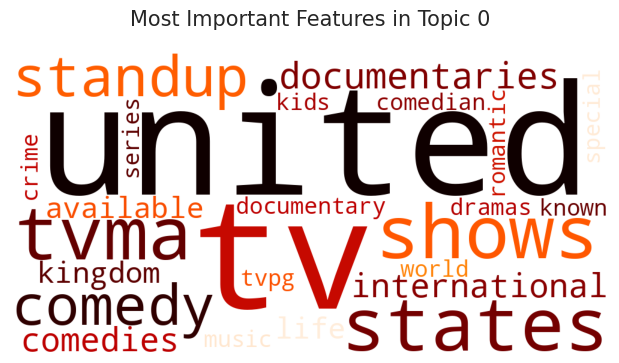 Most Important Features in Topic 0
standup
documentaries
kids
comedian
special
united
series
romantic
crime
available
documentary
dramas
known
tvma
tv
shows
kingdom
tvpg
world
international
comedy
states
comedies
music
life